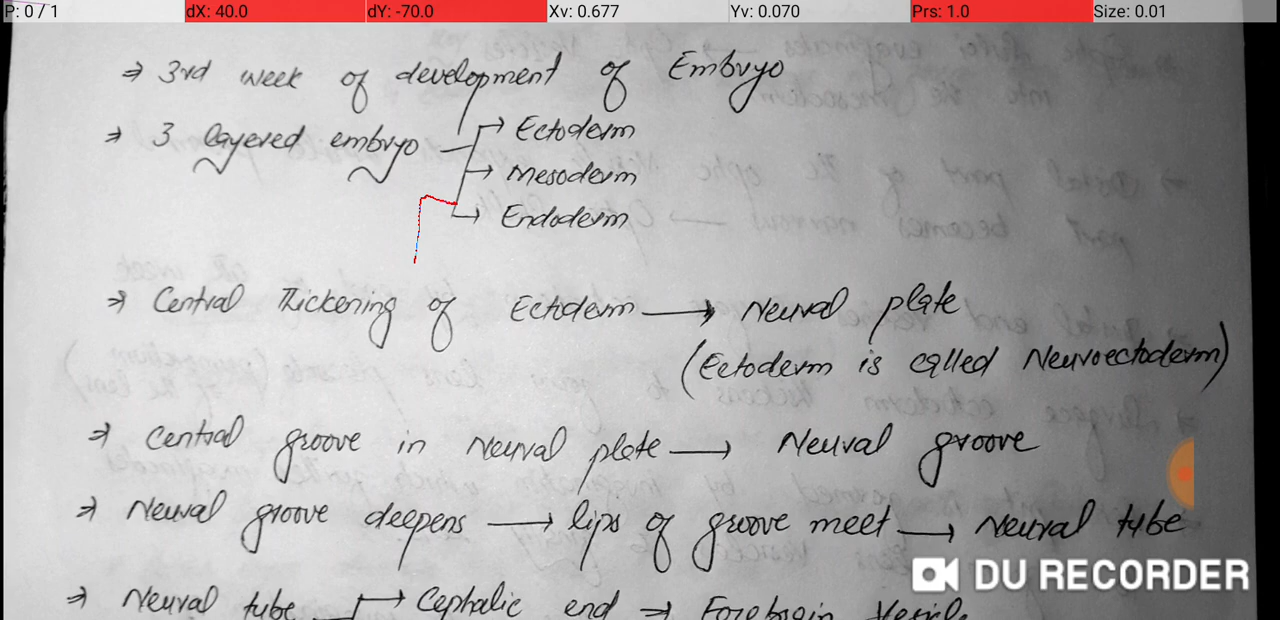 P: 0 / 1 dX: 40.0 dY: -70.0 Xv: 0.677 Yv: 0.070 Prs: 1.0 Size: 0.01
⇒ 3rd week of development of Embryo
⇒ 3 layered embryo → Ectoderm
→ Mesoderm
→ Endoderm
⇒ Central Thickening of Ectoderm → Neural plate
(Ectoderm is called Neuroectoderm)
⇒ Central groove in Neural plate → Neural groove
⇒ Neural groove deepens → lips of groove meet → Neural tube
DU RECORDER
⇒ Neural tube → Cephalic end ⇒ Forebrain Vesicle